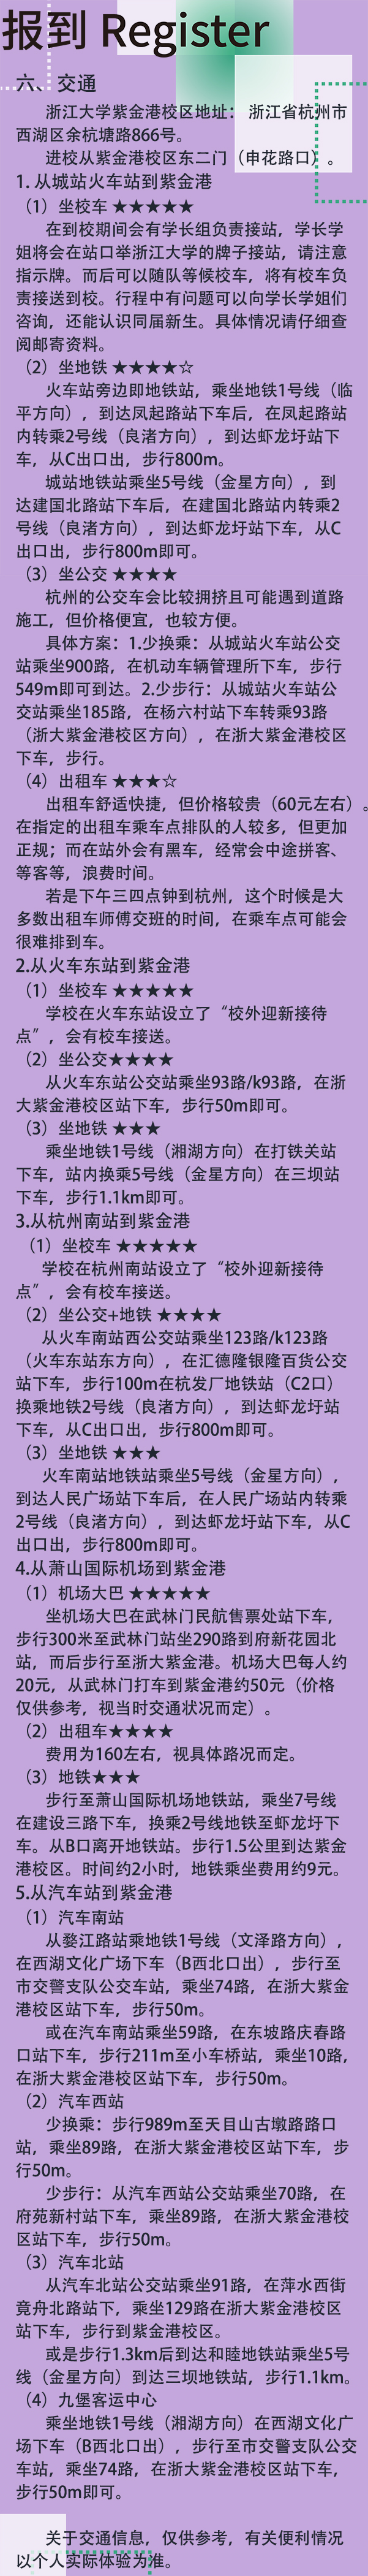 报到 Register
六、交通
浙江大学紫金港校区地址：浙江省杭州市
西湖区余杭塘路866号。
进校从紫金港校区东二门（申花路口）。
1. 从城站火车站到紫金港
（1）坐校车 ★★★★★
在到校期间会有学长组负责接站，学长学
姐将会在站口举浙江大学的牌子接站，请注意
指示牌。而后可以随队等候校车，将有校车负
责接送到校。行程中有问题可以向学长学姐们
咨询，还能认识同届新生。具体情况请仔细查
阅邮寄资料。
（2）坐地铁 ★★★★☆
火车站旁边即地铁站，乘坐地铁1号线（临
平方向），到达凤起路站下车后，在凤起路站
内转乘2号线（良渚方向），到达虾龙圩站下
车，从C出口出，步行800m。
城站地铁站乘坐5号线（金星方向），到
达建国北路站下车后，在建国北路站内转乘2
号线（良渚方向），到达虾龙圩站下车，从C
出口出，步行800m即可。
（3）坐公交 ★★★★
杭州的公交车会比较拥挤且可能遇到道路
施工，但价格便宜，也较方便。
具体方案：1.少换乘：从城站火车站公交
站乘坐900路，在机动车辆管理所下车，步行
549m即可到达。2.少步行：从城站火车站公
交站乘坐185路，在杨六村站下车转乘93路
（浙大紫金港校区方向），在浙大紫金港校区
下车，步行。
（4）出租车 ★★★☆
出租车舒适快捷，但价格较贵（60元左右）。
在指定的出租车乘车点排队的人较多，但更加
正规；而在站外会有黑车，经常会中途拼客、
等客等，浪费时间。
若是下午三四点钟到杭州，这个时候是大
多数出租车师傅交班的时间，在乘车点可能会
很难排到车。
2.从火车东站到紫金港
（1）坐校车 ★★★★★
学校在火车东站设立了“校外迎新接待
点”，会有校车接送。
（2）坐公交★★★★
从火车东站公交站乘坐93路/k93路，在浙
大紫金港校区站下车，步行50m即可。
（3）坐地铁 ★★★
乘坐地铁1号线（湘湖方向）在打铁关站
下车，站内换乘5号线（金星方向）在三坝站
下车，步行1.1km即可。
3.从杭州南站到紫金港
（1）坐校车 ★★★★★
学校在杭州南站设立了“校外迎新接待
点”，会有校车接送。
（2）坐公交+地铁 ★★★★
从火车南站西公交站乘坐123路/k123路
（火车东站东方向），在汇德隆银隆百货公交
站下车，步行100m在杭发厂地铁站（C2口）
换乘地铁2号线（良渚方向），到达虾龙圩站
下车，从C出口出，步行800m即可。
（3）坐地铁 ★★★
火车南站地铁站乘坐5号线（金星方向），
到达人民广场站下车后，在人民广场站内转乘
2号线（良渚方向），到达虾龙圩站下车，从C
出口出，步行800m即可。
4.从萧山国际机场到紫金港
（1）机场大巴 ★★★★★
坐机场大巴在武林门民航售票处站下车，
步行300米至武林门站坐290路到府新花园北
站，而后步行至浙大紫金港。机场大巴每人约
20元，从武林门打车到紫金港约50元（价格
仅供参考，视当时交通状况而定）。
（2）出租车★★★★
费用为160左右，视具体路况而定。
（3）地铁★★★
步行至萧山国际机场地铁站，乘坐7号线
在建设三路下车，换乘2号线地铁至虾龙圩下
车。从B口离开地铁站。步行1.5公里到达紫金
港校区。时间约2小时，地铁乘坐费用约9元。
5.从汽车站到紫金港
（1）汽车南站
从婺江路站乘地铁1号线（文泽路方向），
在西湖文化广场下车（B西北口出），步行至
市交警支队公交车站，乘坐74路，在浙大紫金
港校区站下车，步行50m。
或在汽车南站乘坐59路，在东坡路庆春路
口站下车，步行211m至小车桥站，乘坐10路，
在浙大紫金港校区站下车，步行50m。
（2）汽车西站
少换乘：步行989m至天目山古墩路路口
站，乘坐89路，在浙大紫金港校区站下车，步
行50m。
少步行：从汽车西站公交站乘坐70路，在
府苑新村站下车，乘坐89路，在浙大紫金港校
区站下车，步行50m。
（3）汽车北站
从汽车北站公交站乘坐91路，在萍水西街
竟舟北路站下，乘坐129路在浙大紫金港校区
站下车，步行到紫金港校区。
或是步行1.3km后到达和睦地铁站乘坐5号
线（金星方向）到达三坝地铁站，步行1.1km。
（4）九堡客运中心
乘坐地铁1号线（湘湖方向）在西湖文化广
场下车（B西北口出），步行至市交警支队公交
车站，乘坐74路，在浙大紫金港校区站下车，
步行50m即可。
关于交通信息，仅供参考，有关便利情况
以个人实际体验为准。